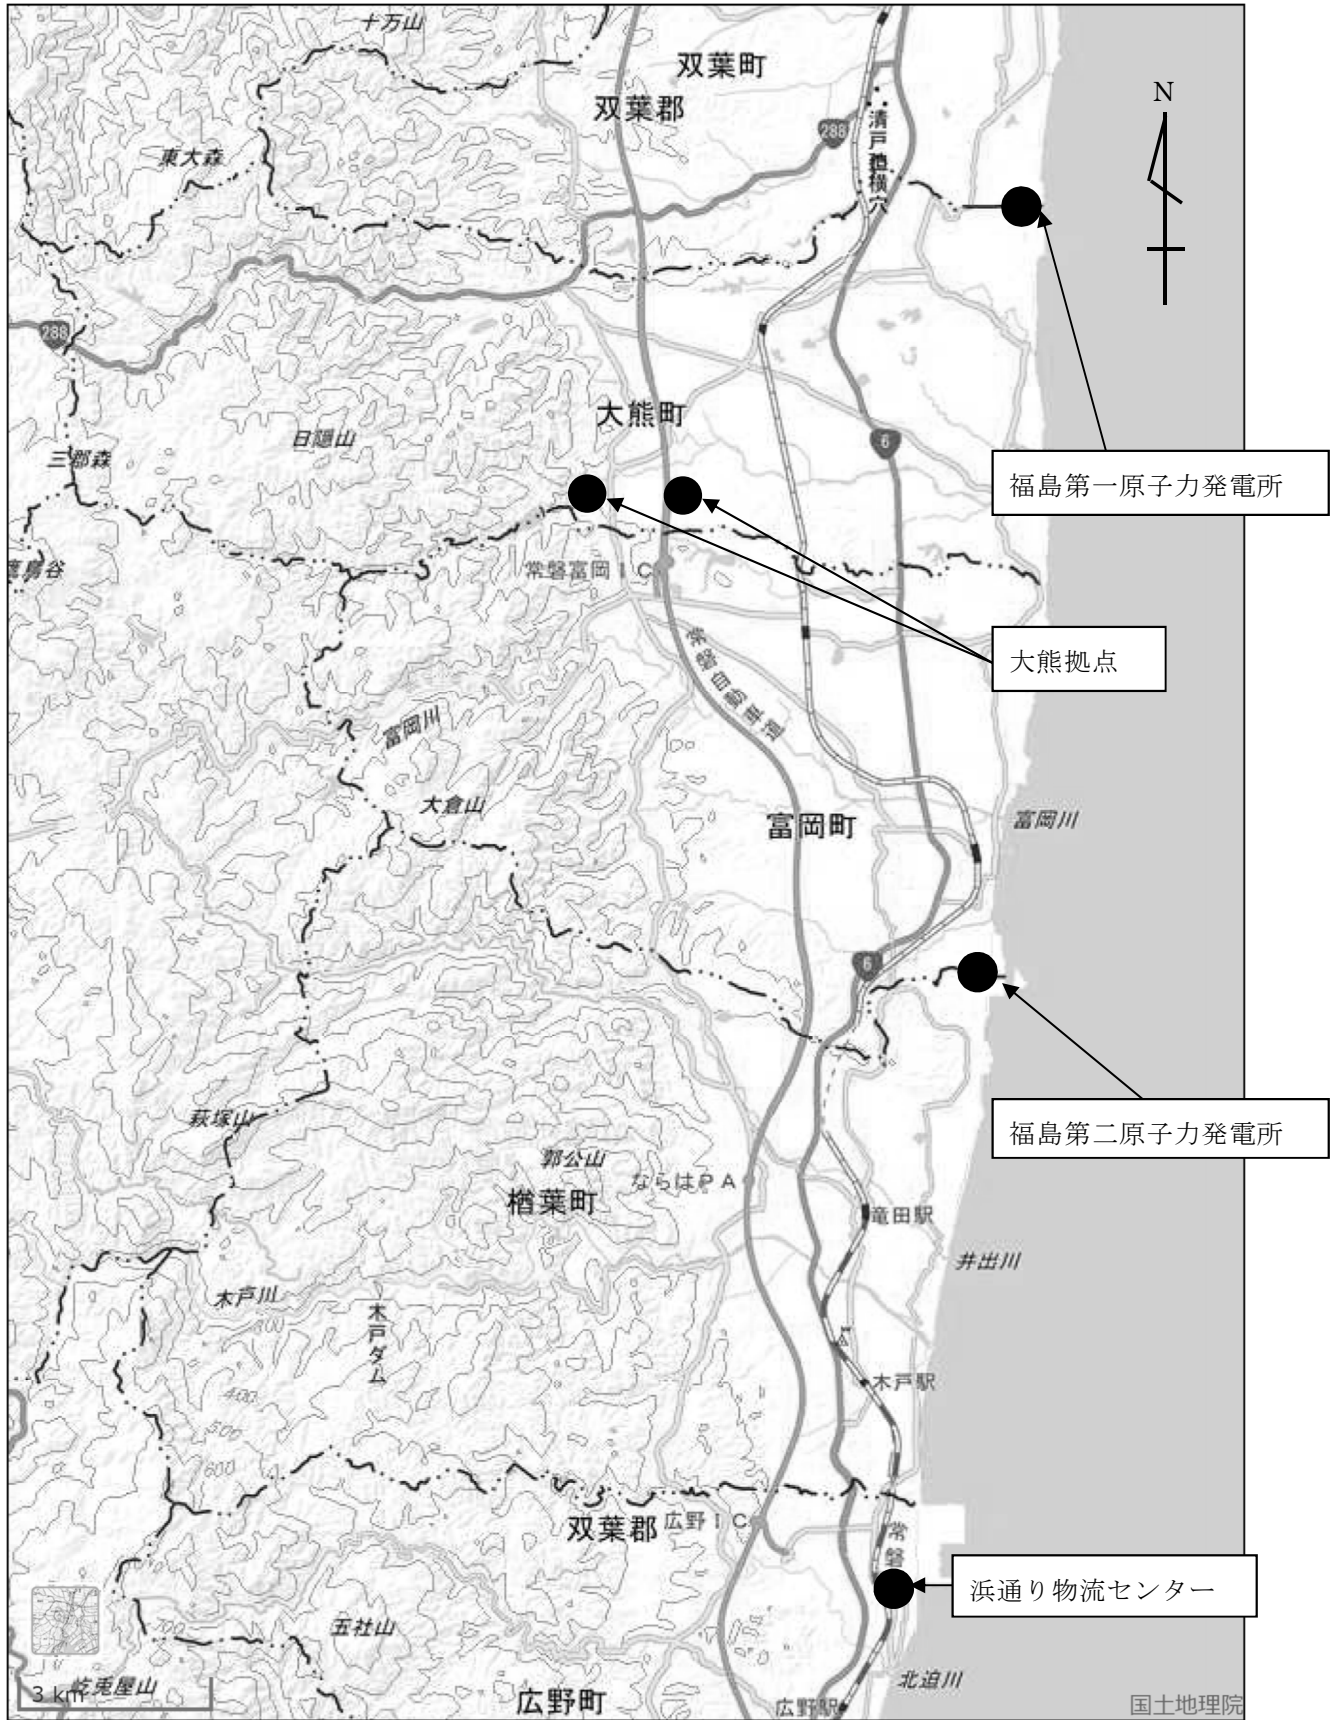 十万山
双葉町
双葉郡
N
288
清戸廹横穴
東大森
福島第一原子力発電所
288
大熊町
6
日隠山
三郡森
大熊拠点
常磐富岡IC
常磐自動車道
富岡川
大倉山
富岡町
富岡川
6
福島第二原子力発電所
萩塚山
郭公山
ならはPA
楢葉町
竜田駅
井出川
木戸川
木戸ダム
木戸駅
400
500
600
双葉郡
広野IC
常磐
浜通り物流センター
五社山
700
北迫川
屹兎屋山
3 km
広野町
広野駅
国土地理院